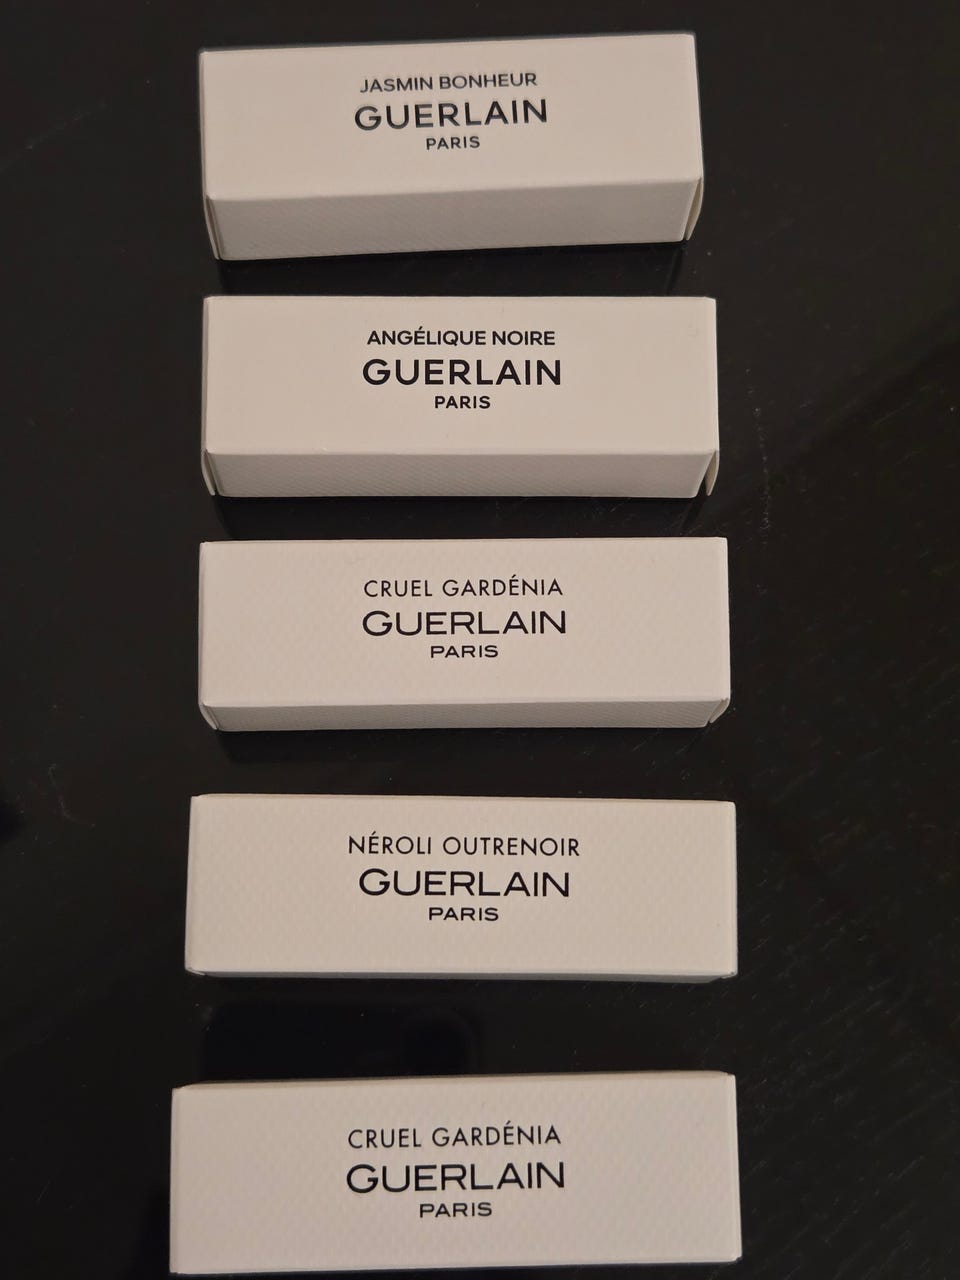 JASMIN BONHEUR
GUERLAIN
PARIS
ANGÉLIQUE NOIRE
GUERLAIN
PARIS
CRUEL GARDÉNIA
GUERLAIN
PARIS
NÉROLI OUTRENOIR
GUERLAIN
PARIS
CRUEL GARDÉNIA
GUERLAIN
PARIS